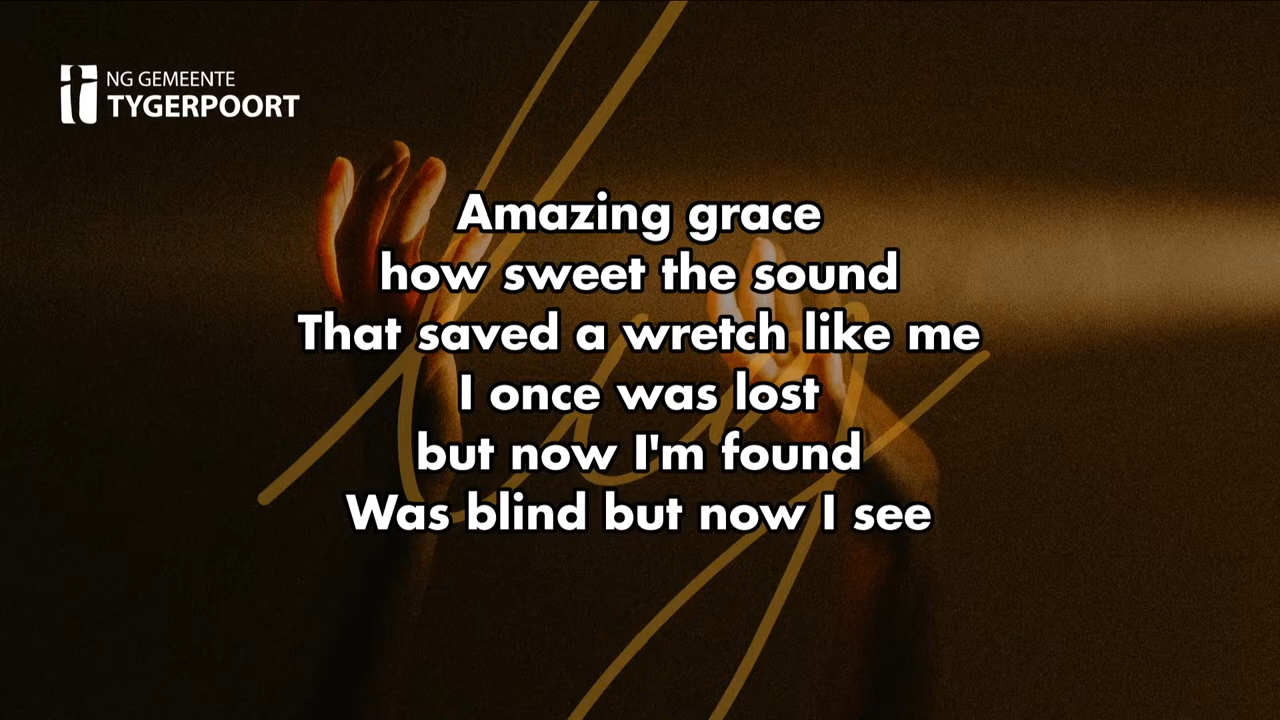 NG GEMEENTE
TYGERPOORT
Amazing grace
how sweet the sound
That saved a wretch like me
I once was lost
but now I'm found
Was blind but now I see